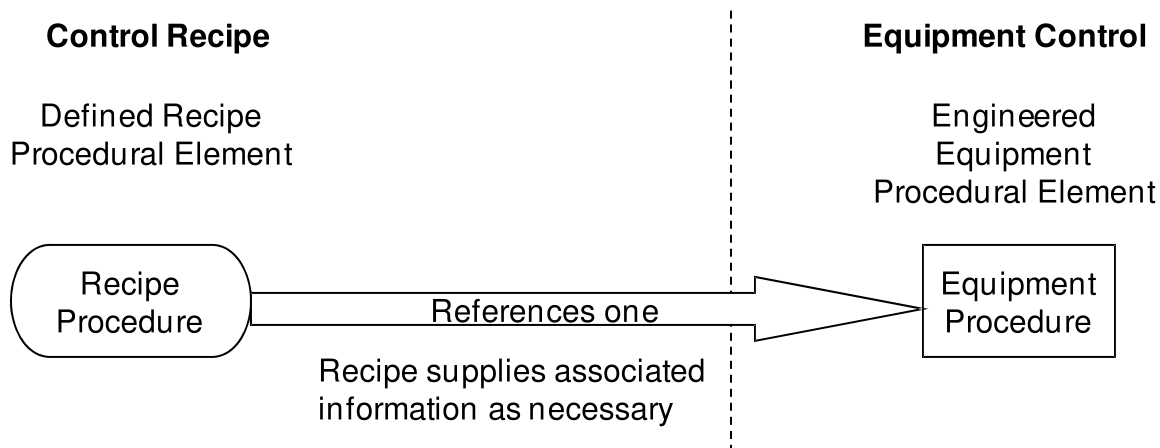 Control Recipe
Equipment Control
Defined Recipe
Procedural Element
Engineered
Equipment
Procedural Element
Recipe
Procedure
References one
Equipment
Procedure
Recipe supplies associated
information as necessary